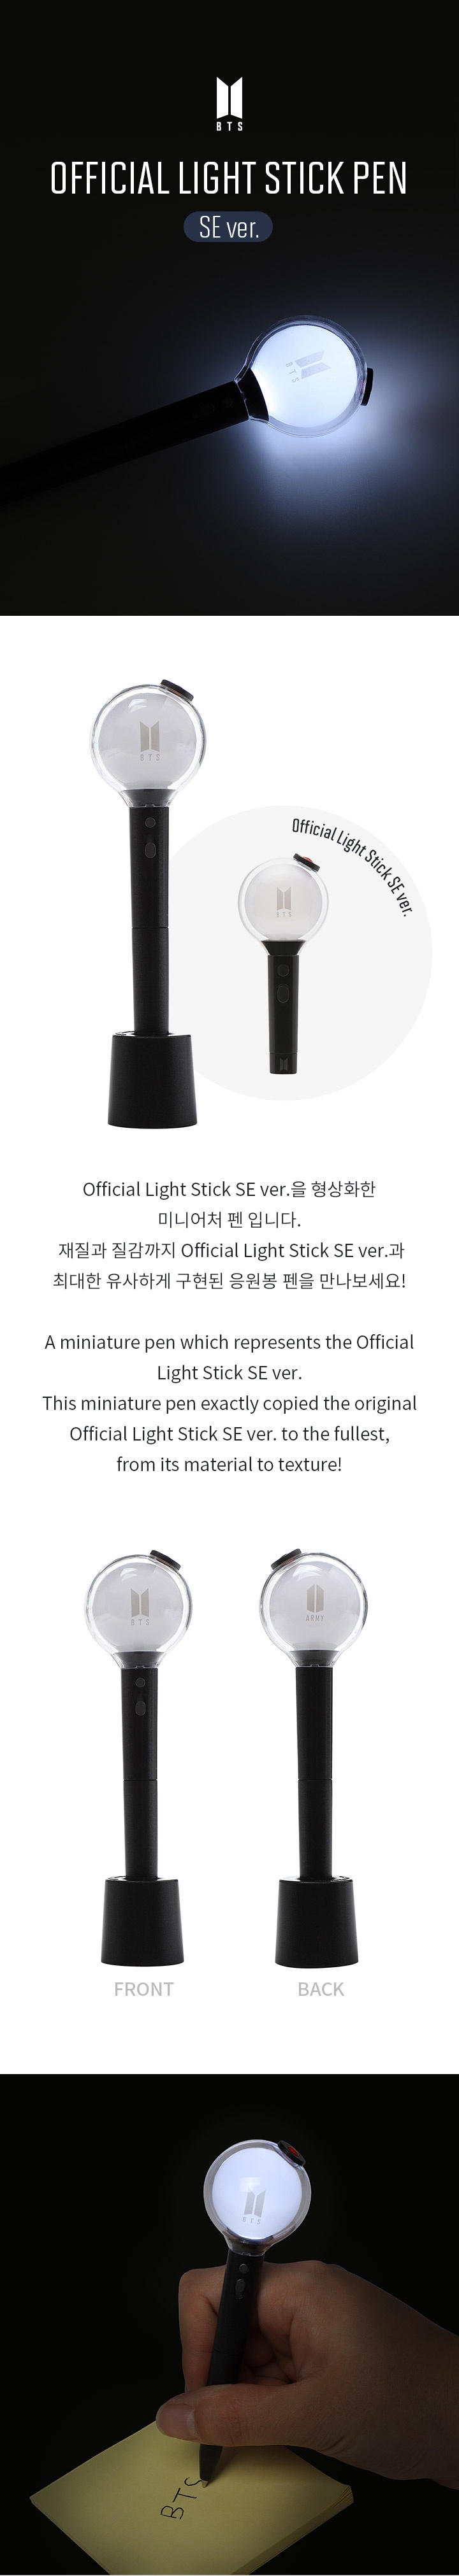 BTS
OFFICIAL LIGHT STICK PEN
SE ver.
BTS
BTS
Official Light Stick SE ver.
BTS
Official Light Stick SE ver.을 형상화한
미니어처 펜 입니다.
재질과 질감까지 Official Light Stick SE ver.과
최대한 유사하게 구현된 응원봉 펜을 만나보세요!
A miniature pen which represents the Official
Light Stick SE ver.
This miniature pen exactly copied the original
Official Light Stick SE ver. to the fullest,
from its material to texture!
BTS
ARMY
FRONT
BACK
BTS
BTS